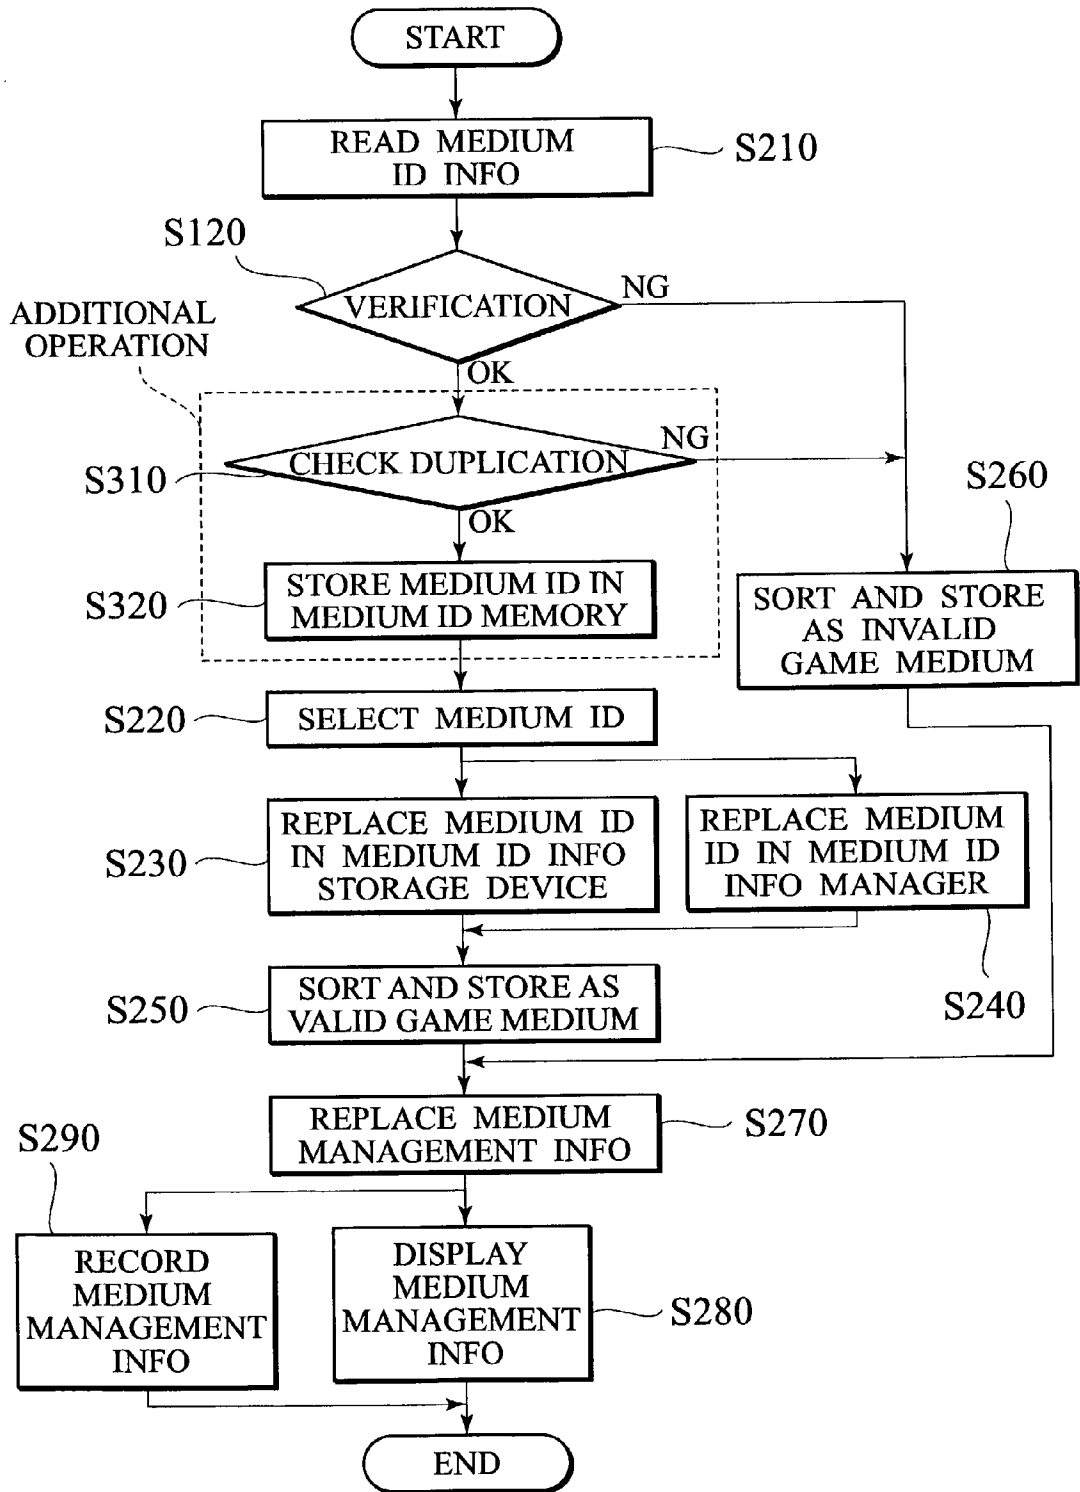 START
READ MEDIUM
ID INFO
S210
S120
VERIFICATION
NG
OK
ADDITIONAL
OPERATION
CHECK DUPLICATION
NG
S310
OK
S260
STORE MEDIUM ID IN
MEDIUM ID MEMORY
S320
SORT AND STORE
AS INVALID
GAME MEDIUM
S220
SELECT MEDIUM ID
REPLACE MEDIUM ID
IN MEDIUM ID INFO
STORAGE DEVICE
S230
REPLACE MEDIUM
ID IN MEDIUM ID
INFO MANAGER
S240
SORT AND STORE AS
VALID GAME MEDIUM
S250
REPLACE MEDIUM
MANAGEMENT INFO
S270
S290
RECORD
MEDIUM
MANAGEMENT
INFO
DISPLAY
MEDIUM
MANAGEMENT
INFO
S280
END